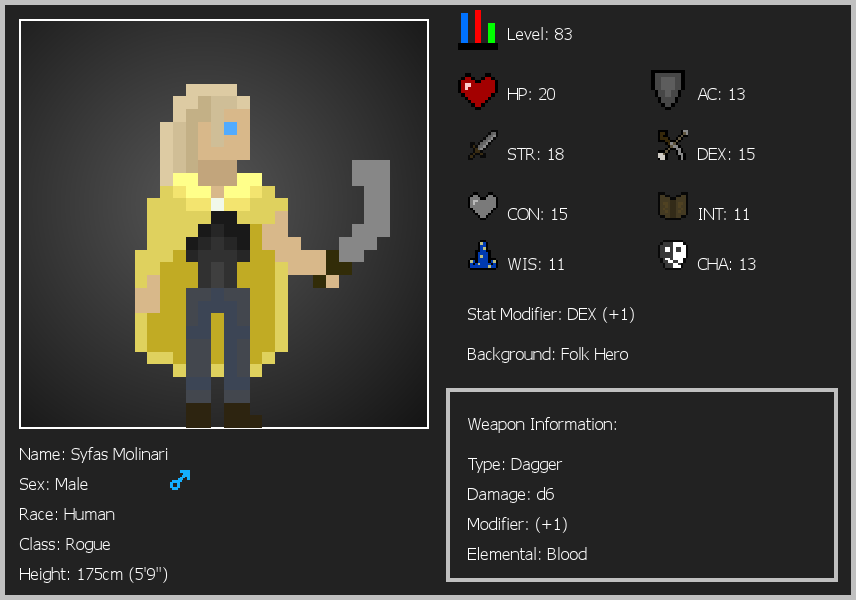 Level: 83
HP: 20
AC: 13
STR: 18
DEX: 15
CON: 15
INT: 11
WIS: 11
CHA: 13
Stat Modifier: DEX (+1)
Background: Folk Hero
Weapon Information:
Type: Dagger
Damage: d6
Modifier: (+1)
Elemental: Blood
Name: Syfas Molinari
Sex: Male
Race: Human
Class: Rogue
Height: 175cm (5'9")